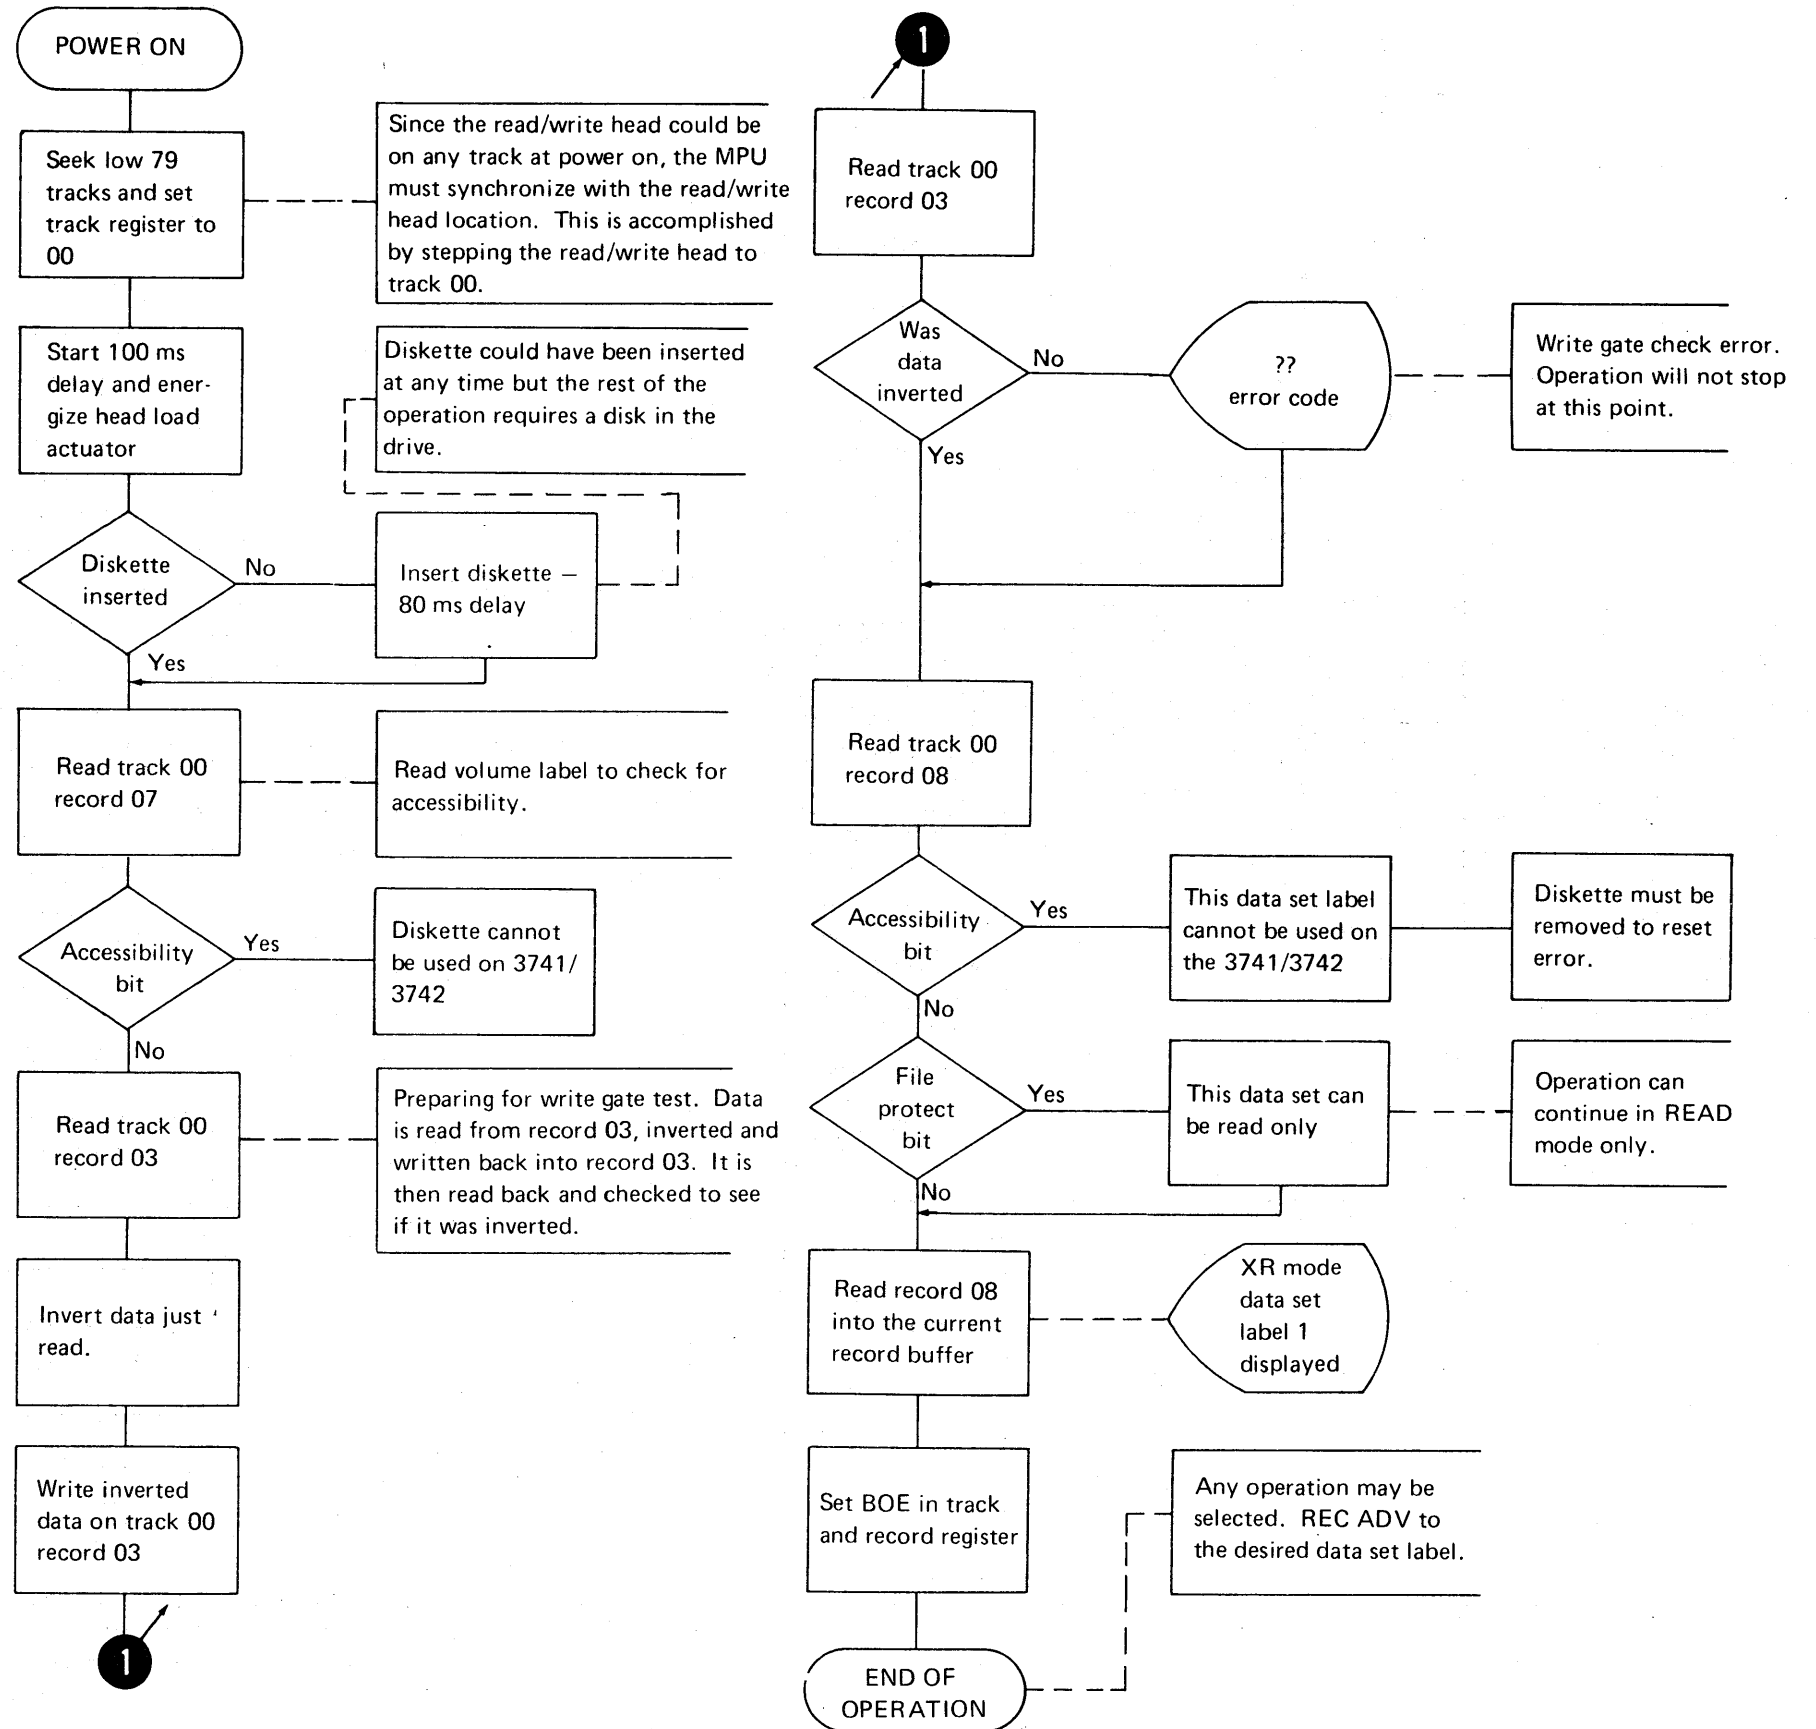 POWER ON
Seek low 79
tracks and set
track register to
00
Since the read/write head could be
on any track at power on, the MPU
must synchronize with the read/write
head location. This is accomplished
by stepping the read/write head to
track 00.
Start 100 ms
delay and ener-
gize head load
actuator
Diskette could have been inserted
at any time but the rest of the
operation requires a disk in the
drive.
Diskette
inserted
No
Insert diskette —
80 ms delay
Yes
Read track 00
record 07
Read volume label to check for
accessibility.
Accessibility
bit
Yes
Diskette cannot
be used on 3741/
3742
No
Read track 00
record 03
Preparing for write gate test. Data
is read from record 03, inverted and
written back into record 03. It is
then read back and checked to see
if it was inverted.
Invert data just
read.
Write inverted
data on track 00
record 03
1
1
Read track 00
record 03
Was
data
inverted
No
??
error code
Write gate check error.
Operation will not stop
at this point.
Yes
Read track 00
record 08
Accessibility
bit
Yes
This data set label
cannot be used on
the 3741/3742
Diskette must be
removed to reset
error.
No
File
protect
bit
Yes
This data set can
be read only
Operation can
continue in READ
mode only.
No
Read record 08
into the current
record buffer
XR mode
data set
label 1
displayed
Set BOE in track
and record register
Any operation may be
selected. REC ADV to
the desired data set label.
END OF
OPERATION